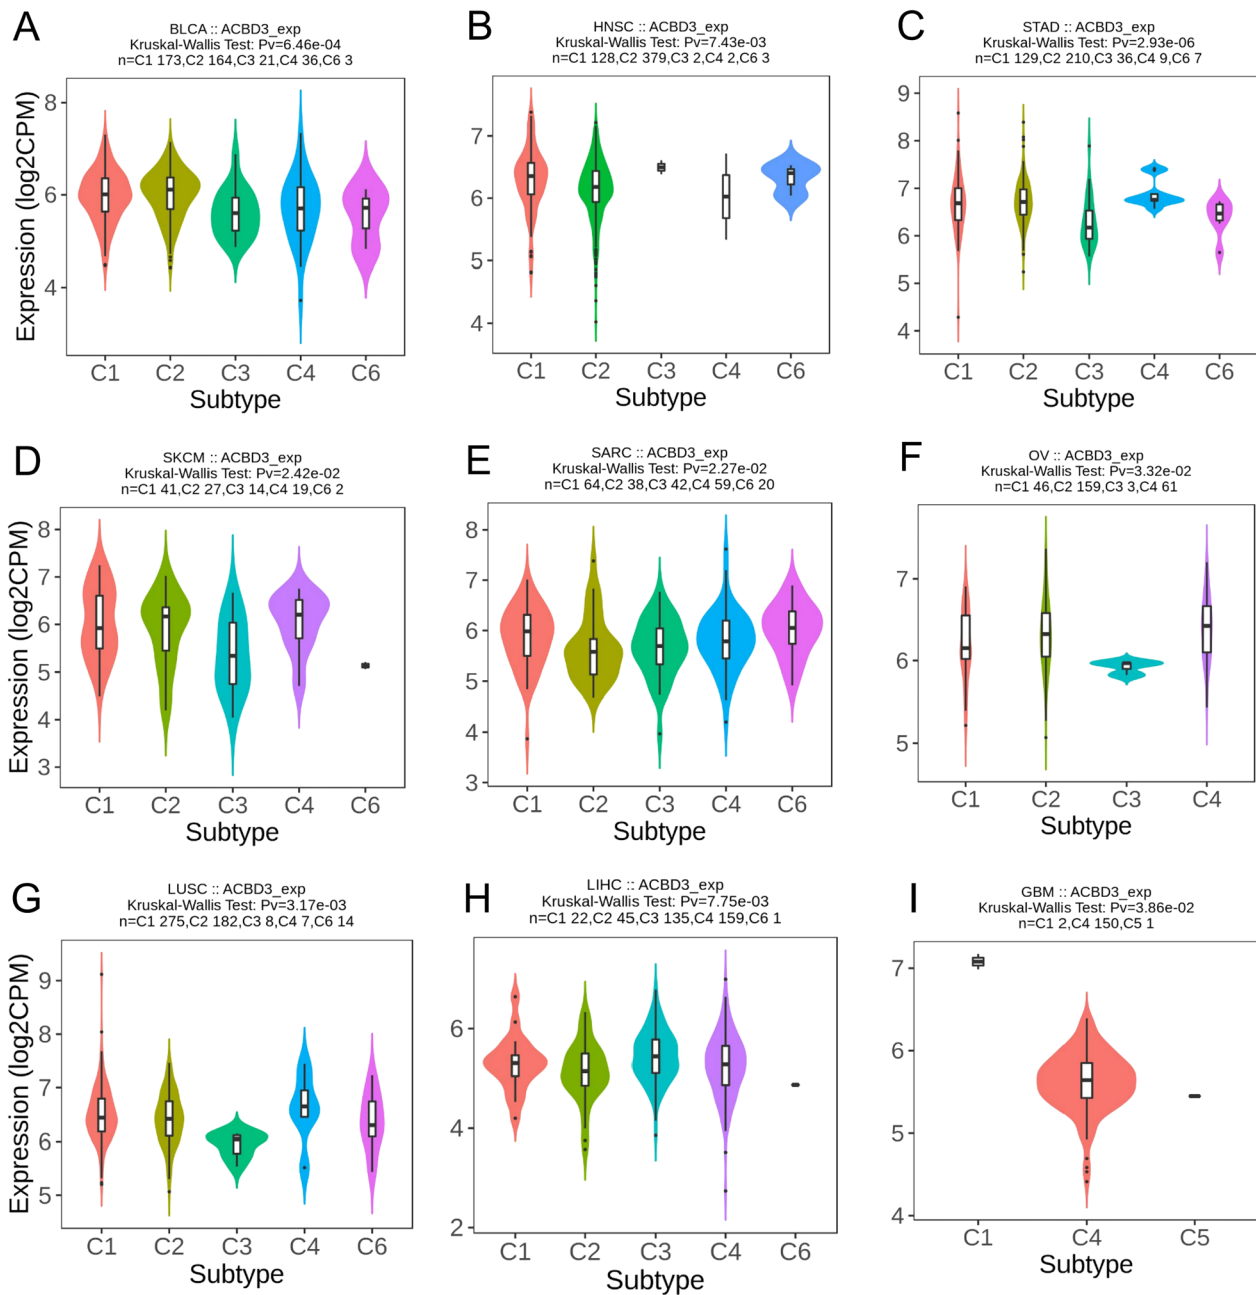 A
BLCA :: ACBD3_exp
Kruskal-Wallis Test: Pv=6.46e-04
n=C1 173,C2 164,C3 21,C4 36,C6 3
Expression (log2CPM)
8
6
4
C1 C2 C3 C4 C6
Subtype
B
HNSC :: ACBD3_exp
Kruskal-Wallis Test: Pv=7.43e-03
n=C1 128,C2 379,C3 2,C4 2,C6 3
7
6
5
4
C1 C2 C3 C4 C6
Subtype
C
STAD :: ACBD3_exp
Kruskal-Wallis Test: Pv=2.93e-06
n=C1 129,C2 210,C3 36,C4 9,C6 7
9
8
7
6
5
4
C1 C2 C3 C4 C6
Subtype
D
SKCM :: ACBD3_exp
Kruskal-Wallis Test: Pv=2.42e-02
n=C1 41,C2 27,C3 14,C4 19,C6 2
Expression (log2CPM)
8
7
6
5
4
3
C1 C2 C3 C4 C6
Subtype
E
SARC :: ACBD3_exp
Kruskal-Wallis Test: Pv=2.27e-02
n=C1 64,C2 38,C3 42,C4 59,C6 20
8
7
6
5
4
3
C1 C2 C3 C4 C6
Subtype
F
OV :: ACBD3_exp
Kruskal-Wallis Test: Pv=3.32e-02
n=C1 46,C2 159,C3 3,C4 61
7
6
5
C1 C2 C3 C4
Subtype
G
LUSC :: ACBD3_exp
Kruskal-Wallis Test: Pv=3.17e-03
n=C1 275,C2 182,C3 8,C4 7,C6 14
Expression (log2CPM)
9
8
7
6
5
C1 C2 C3 C4 C6
Subtype
H
LIHC :: ACBD3_exp
Kruskal-Wallis Test: Pv=7.75e-03
n=C1 22,C2 45,C3 135,C4 159,C6 1
6
4
2
C1 C2 C3 C4 C6
Subtype
I
GBM :: ACBD3_exp
Kruskal-Wallis Test: Pv=3.86e-02
n=C1 2,C4 150,C5 1
7
6
5
4
C1 C4 C5
Subtype